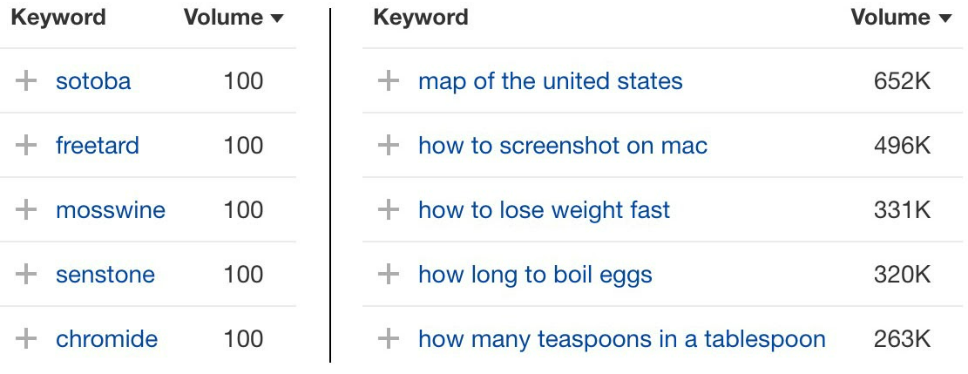 Keyword Volume
sotoba 100
freetard 100
mosswine 100
senstone 100
chromide 100
Keyword Volume
map of the united states 652K
how to screenshot on mac 496K
how to lose weight fast 331K
how long to boil eggs 320K
how many teaspoons in a tablespoon 263K